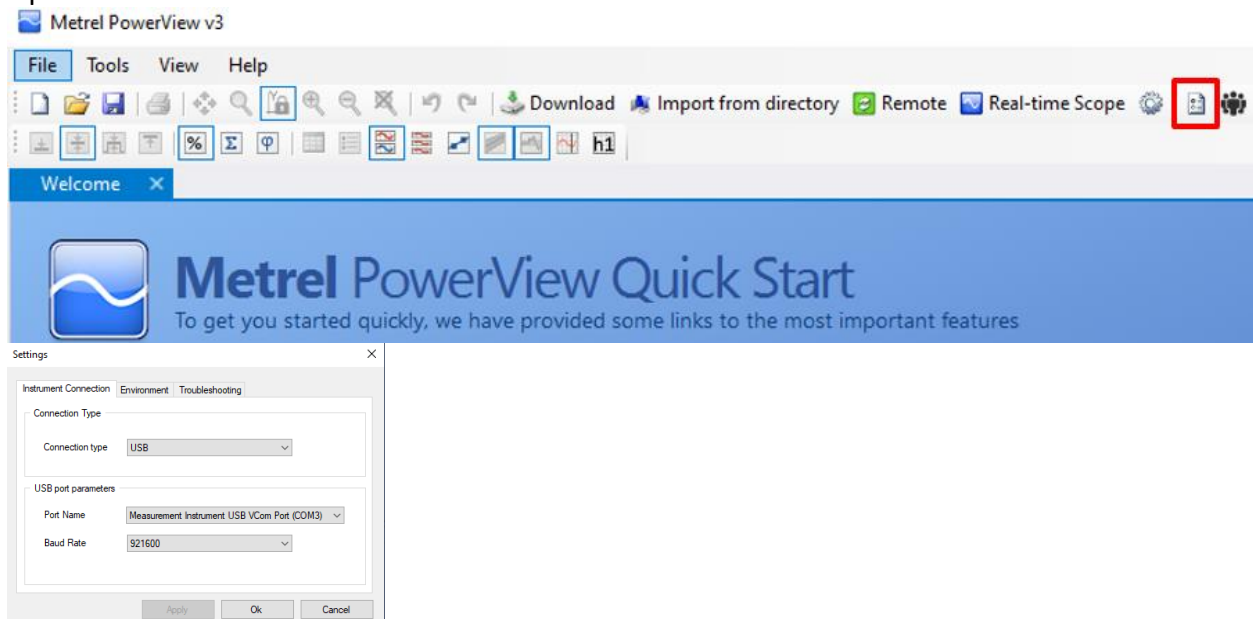 Metrel PowerView v3
File Tools View Help
Download Import from directory Remote Real-time Scope
% Σ φ h1
Welcome
Metrel PowerView Quick Start
To get you started quickly, we have provided some links to the most important features
Settings
Instrument Connection Environment Troubleshooting
Connection Type
Connection type USB
USB port parameters
Port Name Measurement Instrument USB VCom Port (COM3)
Baud Rate 921600
Apply Ok Cancel